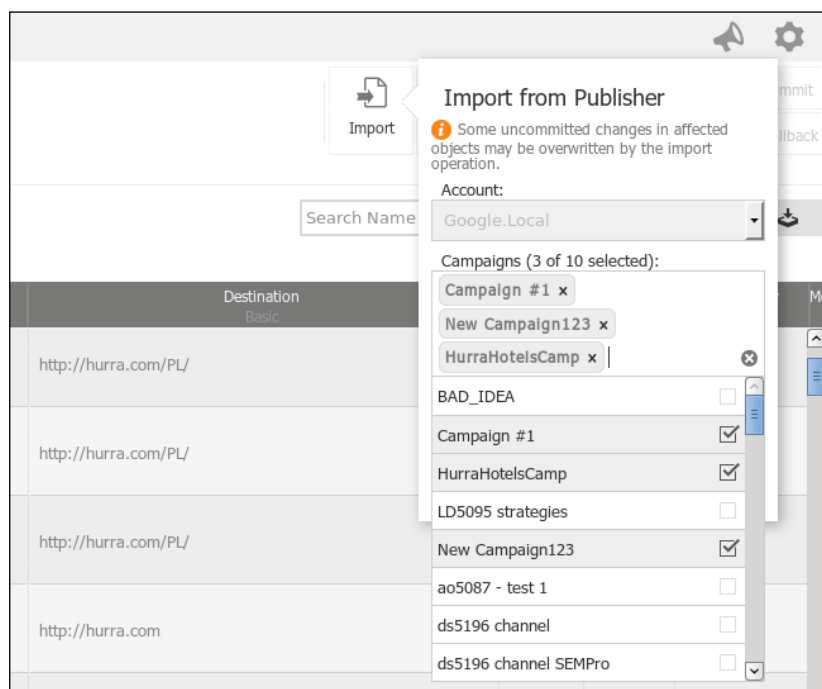 Import
mmit
llback
Import from Publisher
Some uncommitted changes in affected
objects may be overwritten by the import
operation.
Account:
Google.Local
Search Name
Campaigns (3 of 10 selected):
Campaign #1 x
New Campaign123 x
HurraHotelsCamp x
Destination
Basic
M
http://hurra.com/PL/
http://hurra.com/PL/
http://hurra.com/PL/
http://hurra.com
BAD_IDEA
Campaign #1
HurraHotelsCamp
LD5095 strategies
New Campaign123
ao5087 - test 1
ds5196 channel
ds5196 channel SEMPro